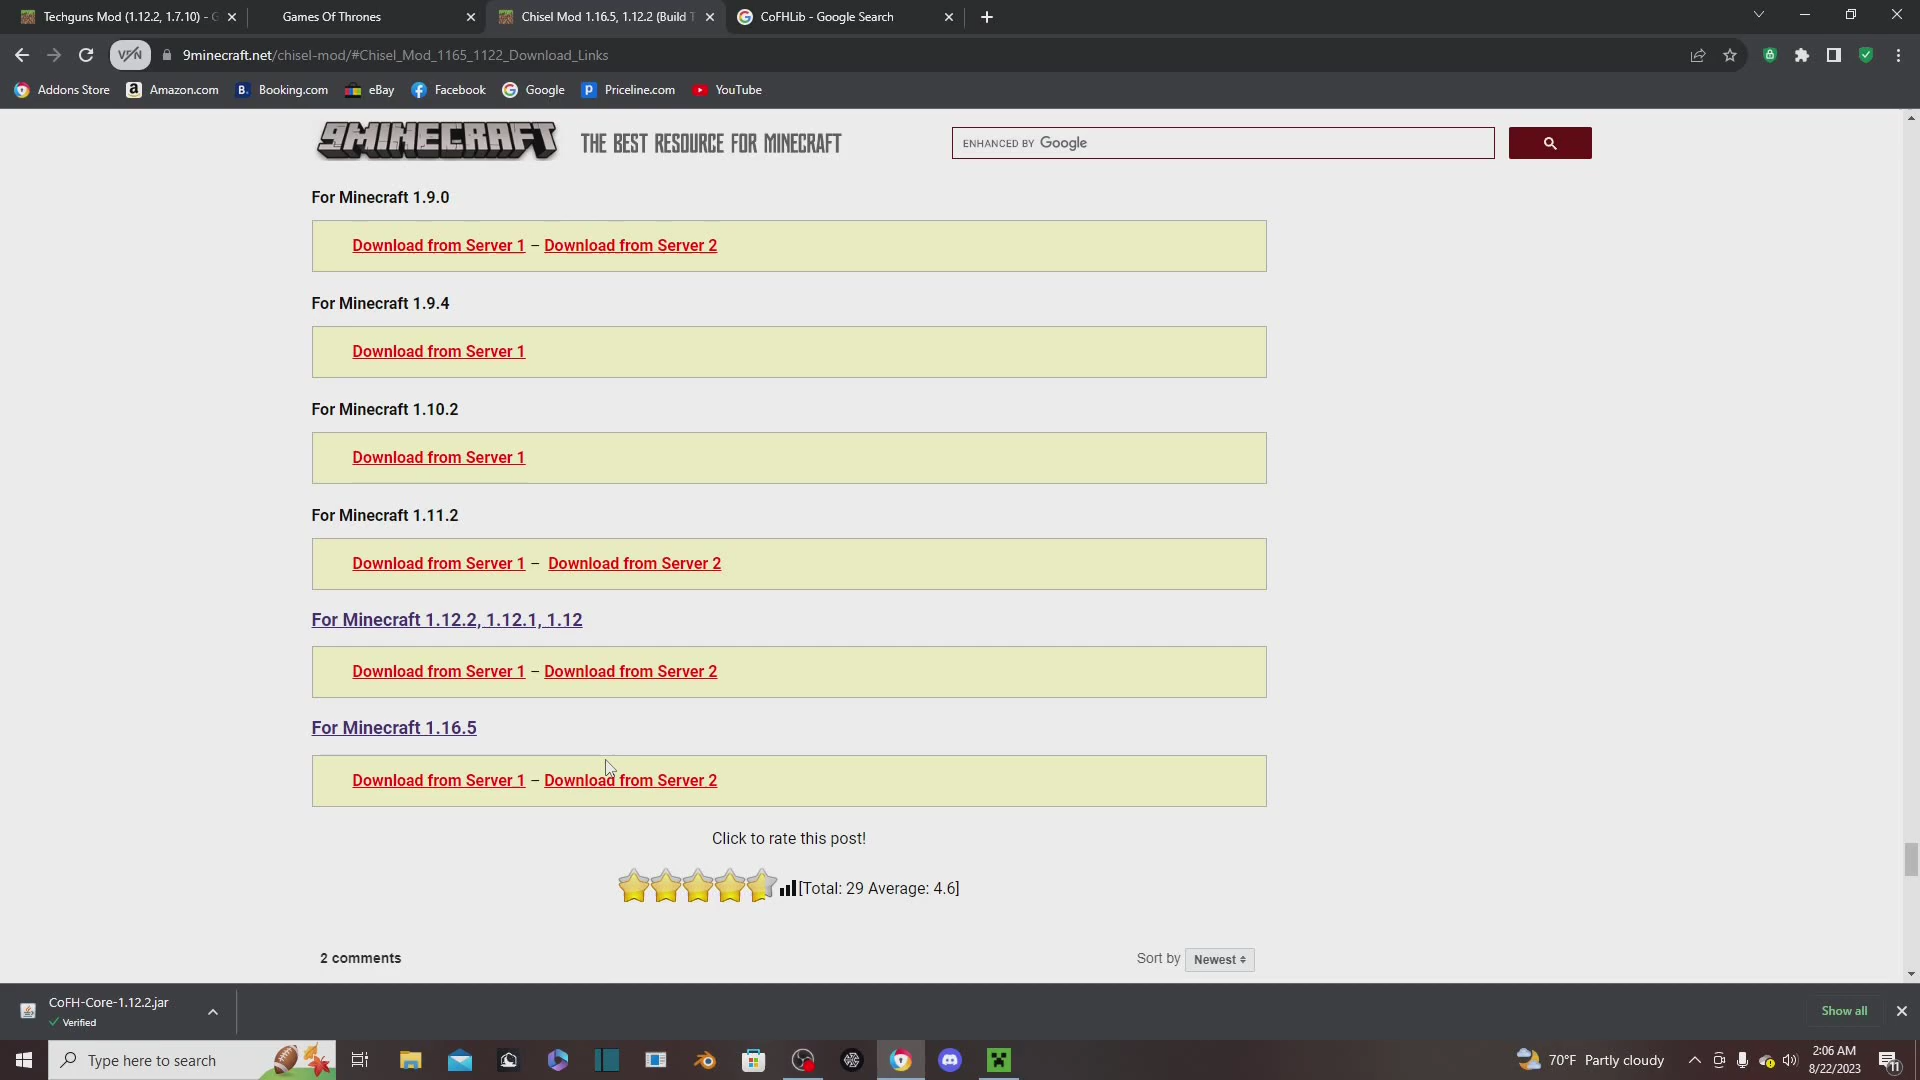 Techguns Mod (1.12.2, 1.7.10) - G
Games Of Thrones
Chisel Mod 1.16.5, 1.12.2 (Build T
CoFHLib - Google Search
VPN
9minecraft.net/chisel-mod/#Chisel_Mod_1165_1122_Download_Links
Addons Store
Amazon.com
Booking.com
eBay
Facebook
Google
Priceline.com
YouTube
9MINECRAFT
THE BEST RESOURCE FOR MINECRAFT
ENHANCED BY Google
For Minecraft 1.9.0
Download from Server 1 – Download from Server 2
For Minecraft 1.9.4
Download from Server 1
For Minecraft 1.10.2
Download from Server 1
For Minecraft 1.11.2
Download from Server 1 – Download from Server 2
For Minecraft 1.12.2, 1.12.1, 1.12
Download from Server 1 – Download from Server 2
For Minecraft 1.16.5
Download from Server 1 – Download from Server 2
Click to rate this post!
[Total: 29 Average: 4.6]
2 comments
Sort by Newest
CoFH-Core-1.12.2.jar
Verified
Show all
Type here to search
70°F Partly cloudy
2:06 AM
8/22/2023
11